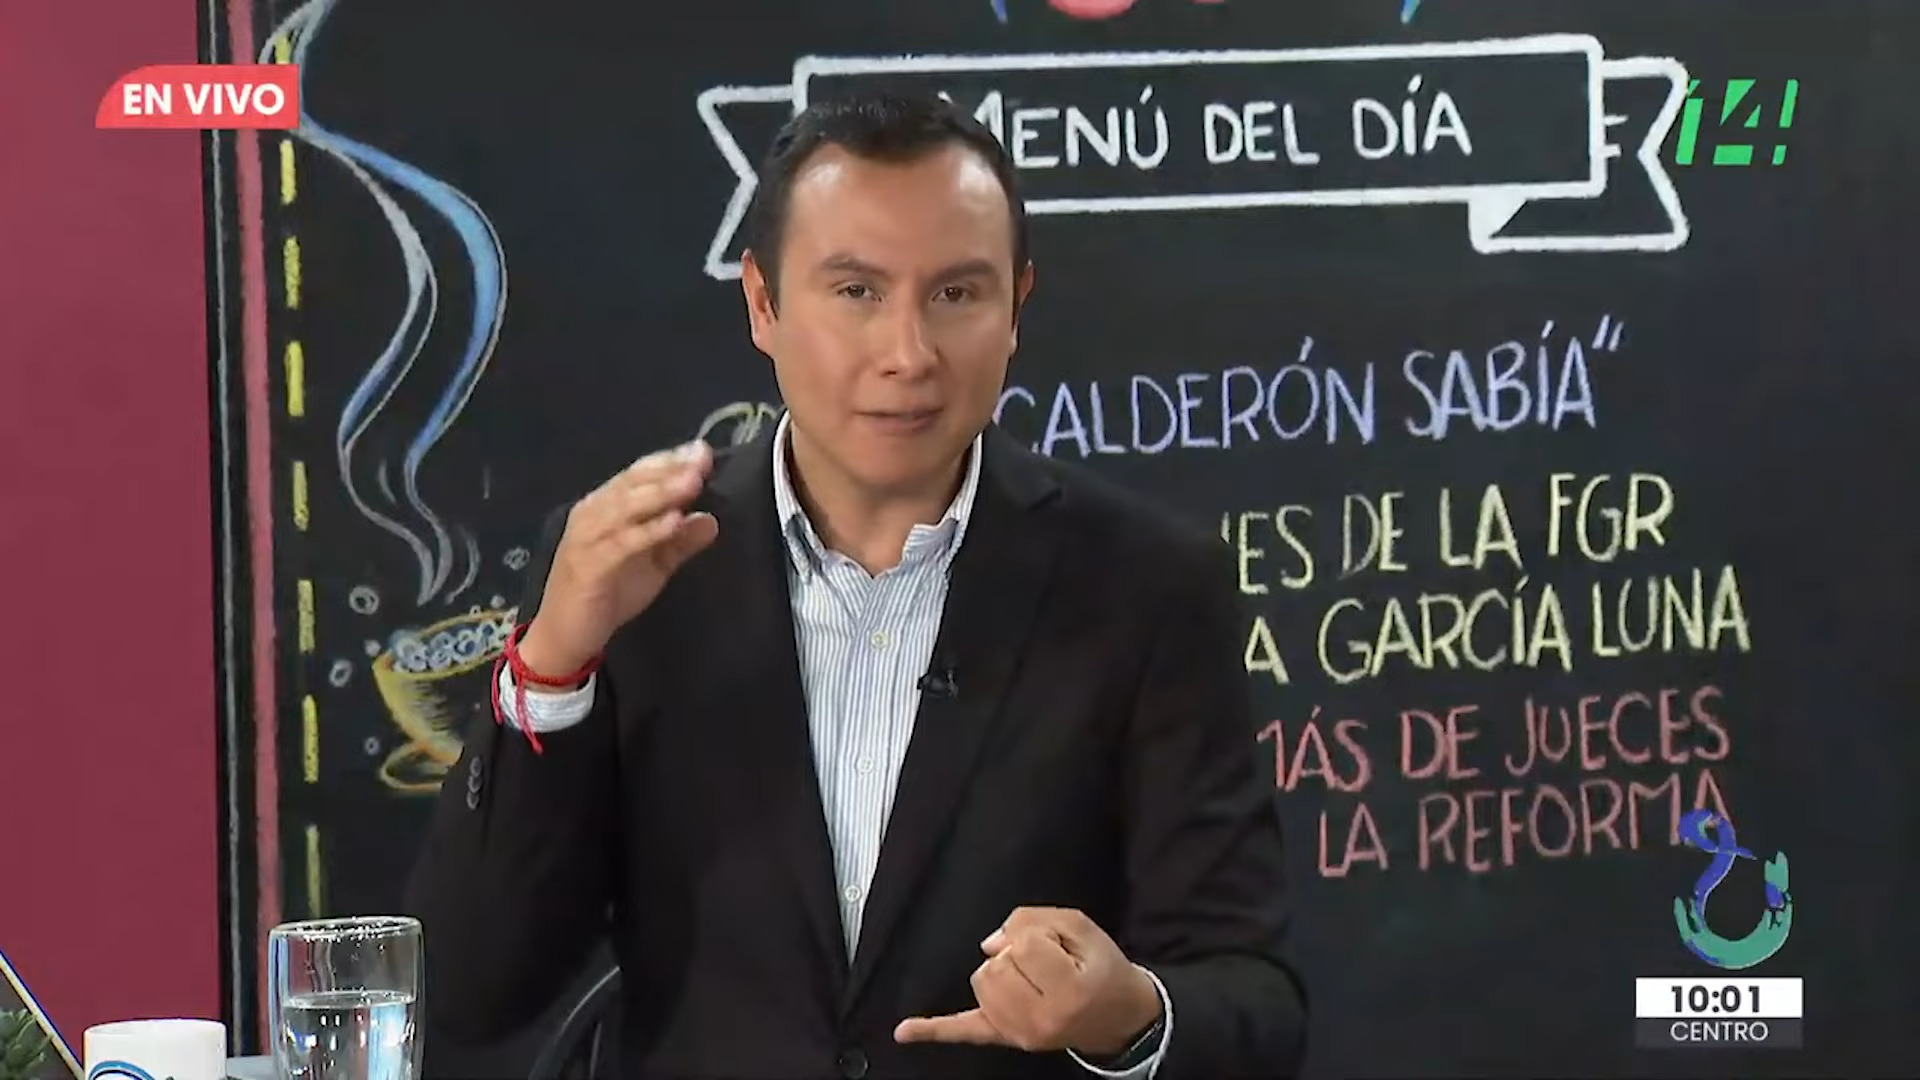 EN VIVO
MENÚ DEL DÍA
14!
CALDERÓN SABÍA"
ES DE LA FGR
A GARCÍA LUNA
MÁS DE JUECES
LA REFORMA
10:01
CENTRO